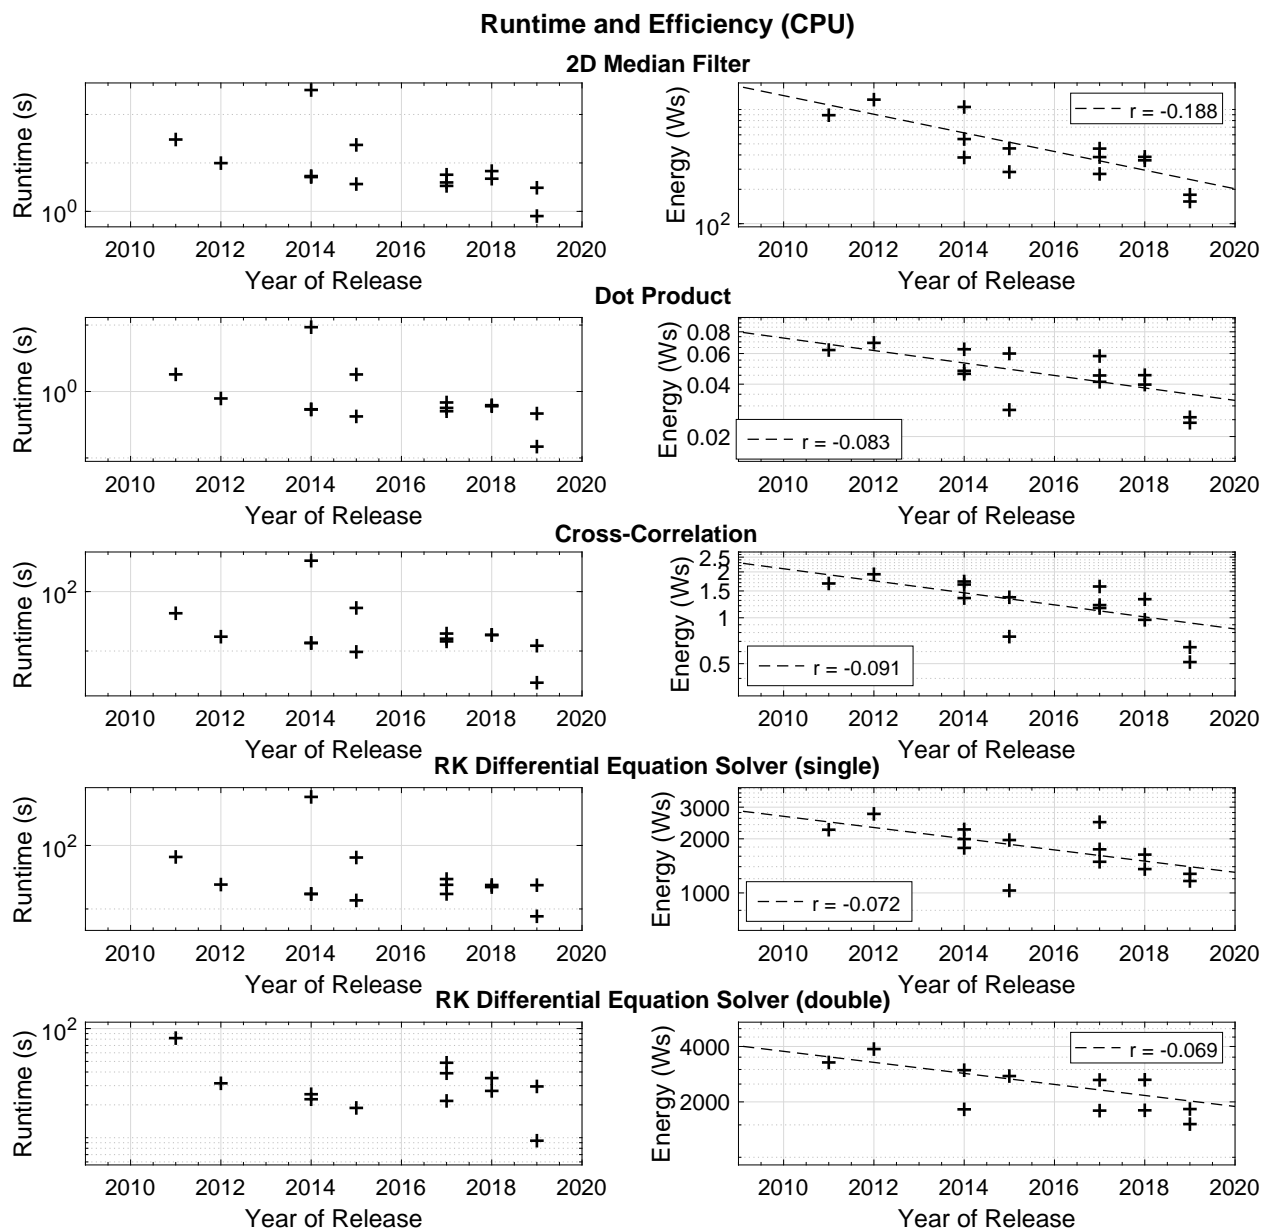 Runtime and Efficiency (CPU)
2D Median Filter
Runtime (s)
10^0
2010 2012 2014 2016 2018 2020
Year of Release
Energy (Ws)
10^2
r = -0.188
2010 2012 2014 2016 2018 2020
Year of Release
Dot Product
Runtime (s)
10^0
2010 2012 2014 2016 2018 2020
Year of Release
Energy (Ws)
0.08
0.06
0.04
0.02
r = -0.083
2010 2012 2014 2016 2018 2020
Year of Release
Cross-Correlation
Runtime (s)
10^2
2010 2012 2014 2016 2018 2020
Year of Release
Energy (Ws)
2.5
2
1.5
1
0.5
r = -0.091
2010 2012 2014 2016 2018 2020
Year of Release
RK Differential Equation Solver (single)
Runtime (s)
10^2
2010 2012 2014 2016 2018 2020
Year of Release
Energy (Ws)
3000
2000
1000
r = -0.072
2010 2012 2014 2016 2018 2020
Year of Release
RK Differential Equation Solver (double)
Runtime (s)
10^2
2010 2012 2014 2016 2018 2020
Year of Release
Energy (Ws)
4000
2000
r = -0.069
2010 2012 2014 2016 2018 2020
Year of Release